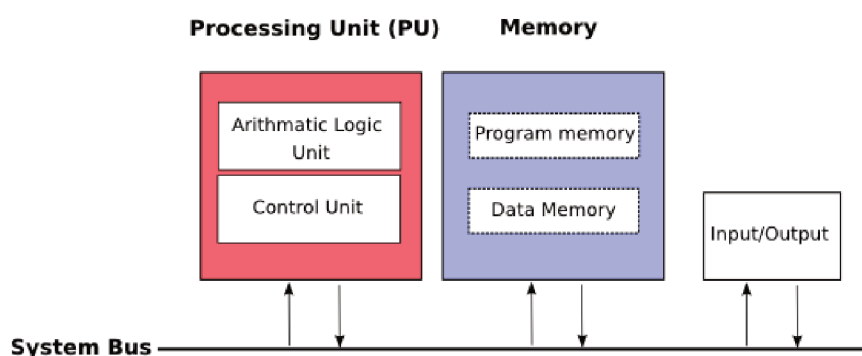 Processing Unit (PU)
Memory
Arithmatic Logic
Unit
Control Unit
Program memory
Data Memory
Input/Output
System Bus